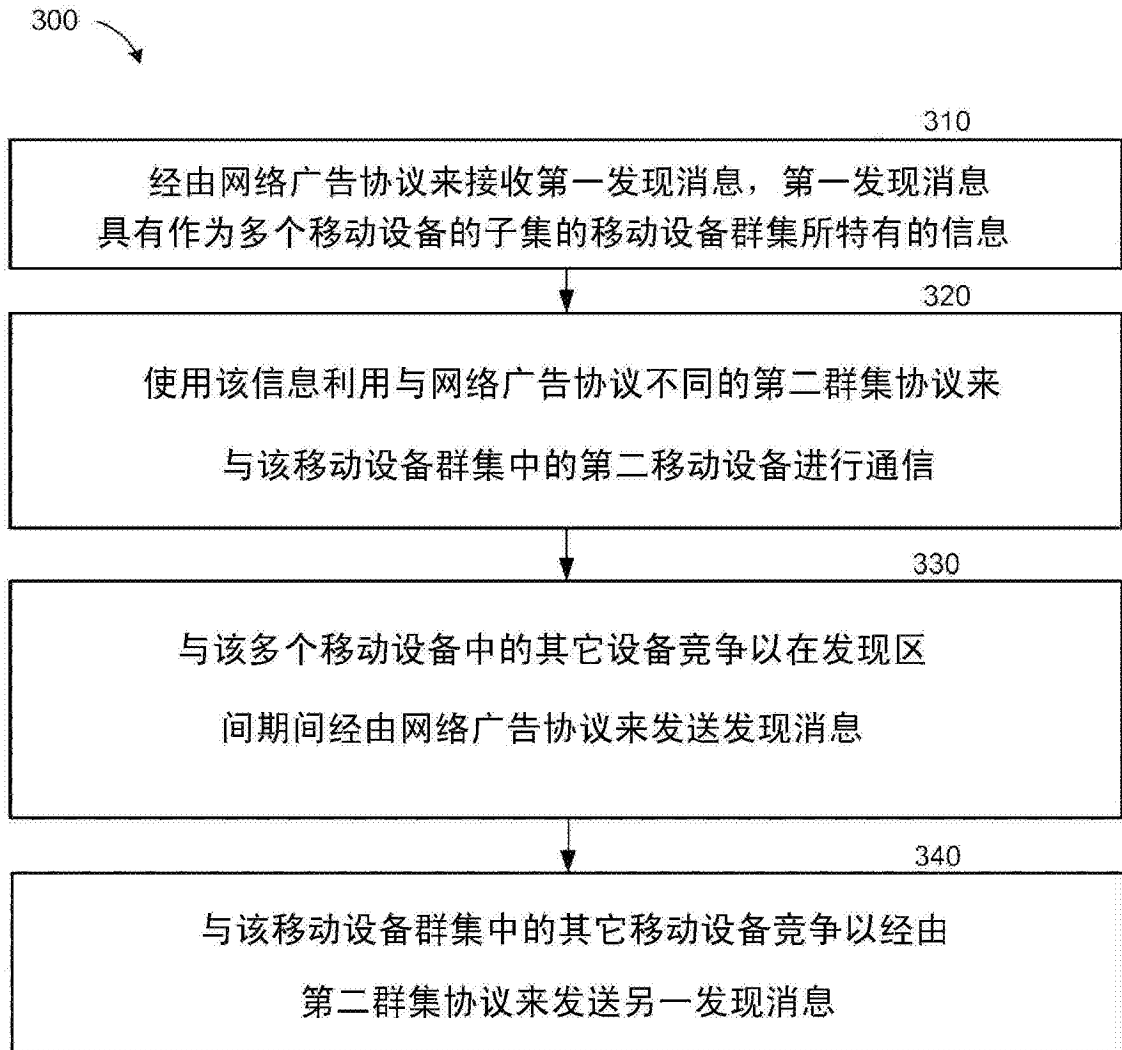 300
310
经由网络广告协议来接收第一发现消息，第一发现消息
具有作为多个移动设备的子集的移动设备群集所特有的信息
320
使用该信息利用与网络广告协议不同的第二群集协议来
与该移动设备群集中的第二移动设备进行通信
330
与该多个移动设备中的其它设备竞争以在发现区
间期间经由网络广告协议来发送发现消息
340
与该移动设备群集中的其它移动设备竞争以经由
第二群集协议来发送另一发现消息